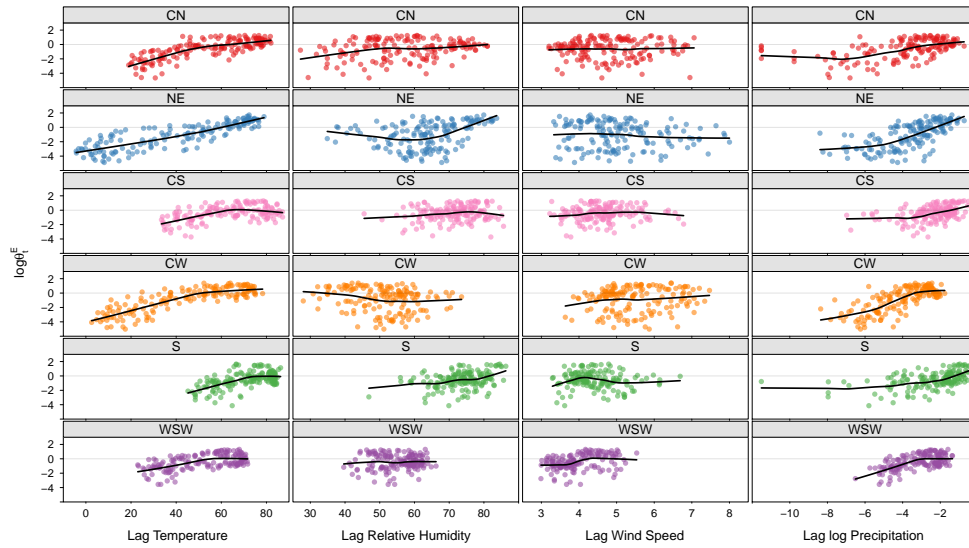 CN CN CN CN
2
0
−2
−4
NE NE NE NE
2
0
−2
−4
CS CS CS CS
2
0
−2
−4
logθ_t^E
CW CW CW CW
2
0
−2
−4
S S S S
2
0
−2
−4
WSW WSW WSW WSW
2
0
−2
−4
0 20 40 60 80 30 40 50 60 70 80 3 4 5 6 7 8 −10 −8 −6 −4 −2 0
Lag Temperature Lag Relative Humidity Lag Wind Speed Lag log Precipitation